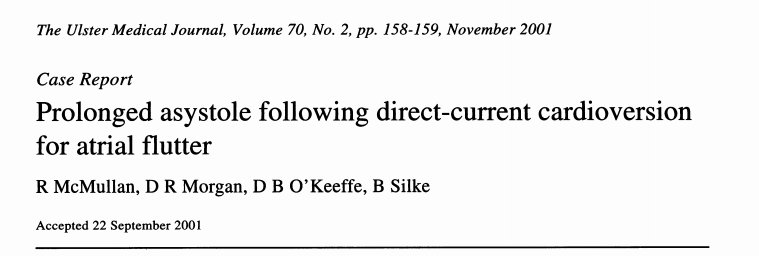 The Ulster Medical Journal, Volume 70, No. 2, pp. 158-159, November 2001
Case Report
Prolonged asystole following direct-current cardioversion
for atrial flutter
R McMullan, D R Morgan, D B O'Keeffe, B Silke
Accepted 22 September 2001